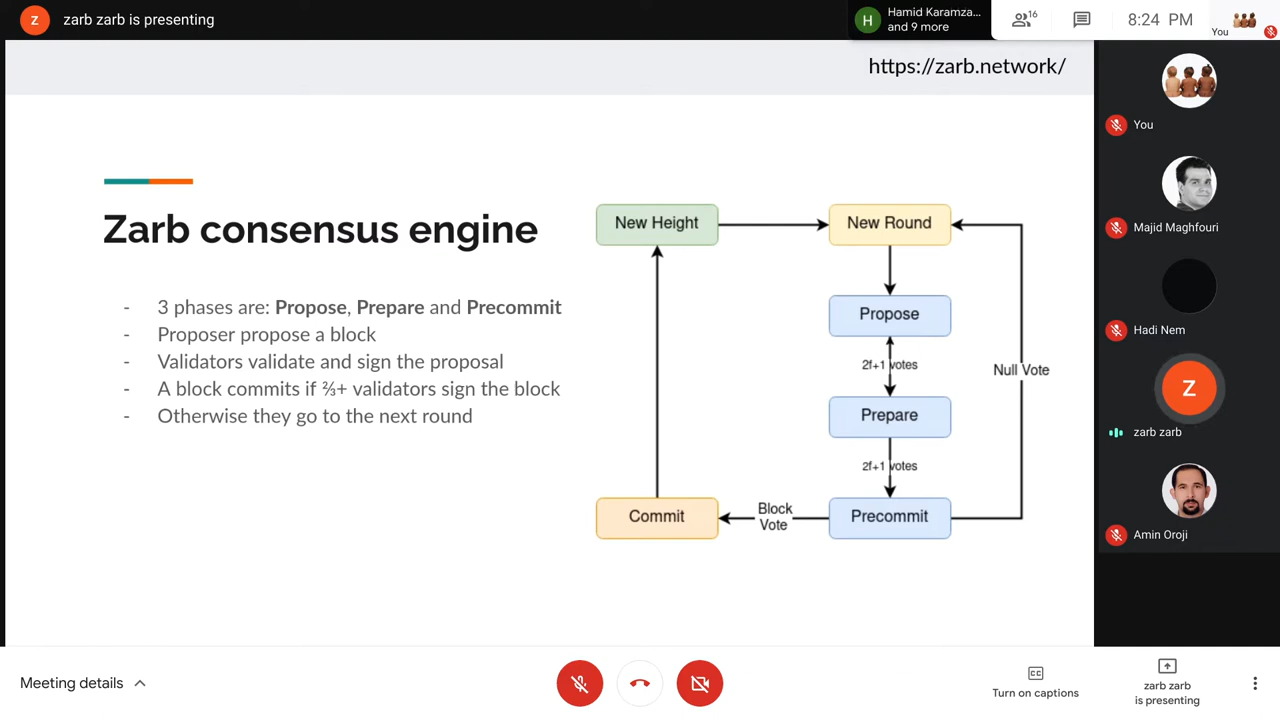 Z
zarb zarb is presenting
H
Hamid Karamza...
and 9 more
16
8:24 PM
You
https://zarb.network/
Zarb consensus engine
- 3 phases are: Propose, Prepare and Precommit
- Proposer propose a block
- Validators validate and sign the proposal
- A block commits if ⅔+ validators sign the block
- Otherwise they go to the next round
New Height
New Round
Propose
2f+1 votes
Prepare
2f+1 votes
Precommit
Null Vote
Block
Vote
Commit
You
Majid Maghfouri
Hadi Nem
Z
zarb zarb
Amin Oroji
Meeting details
CC
Turn on captions
zarb zarb
is presenting